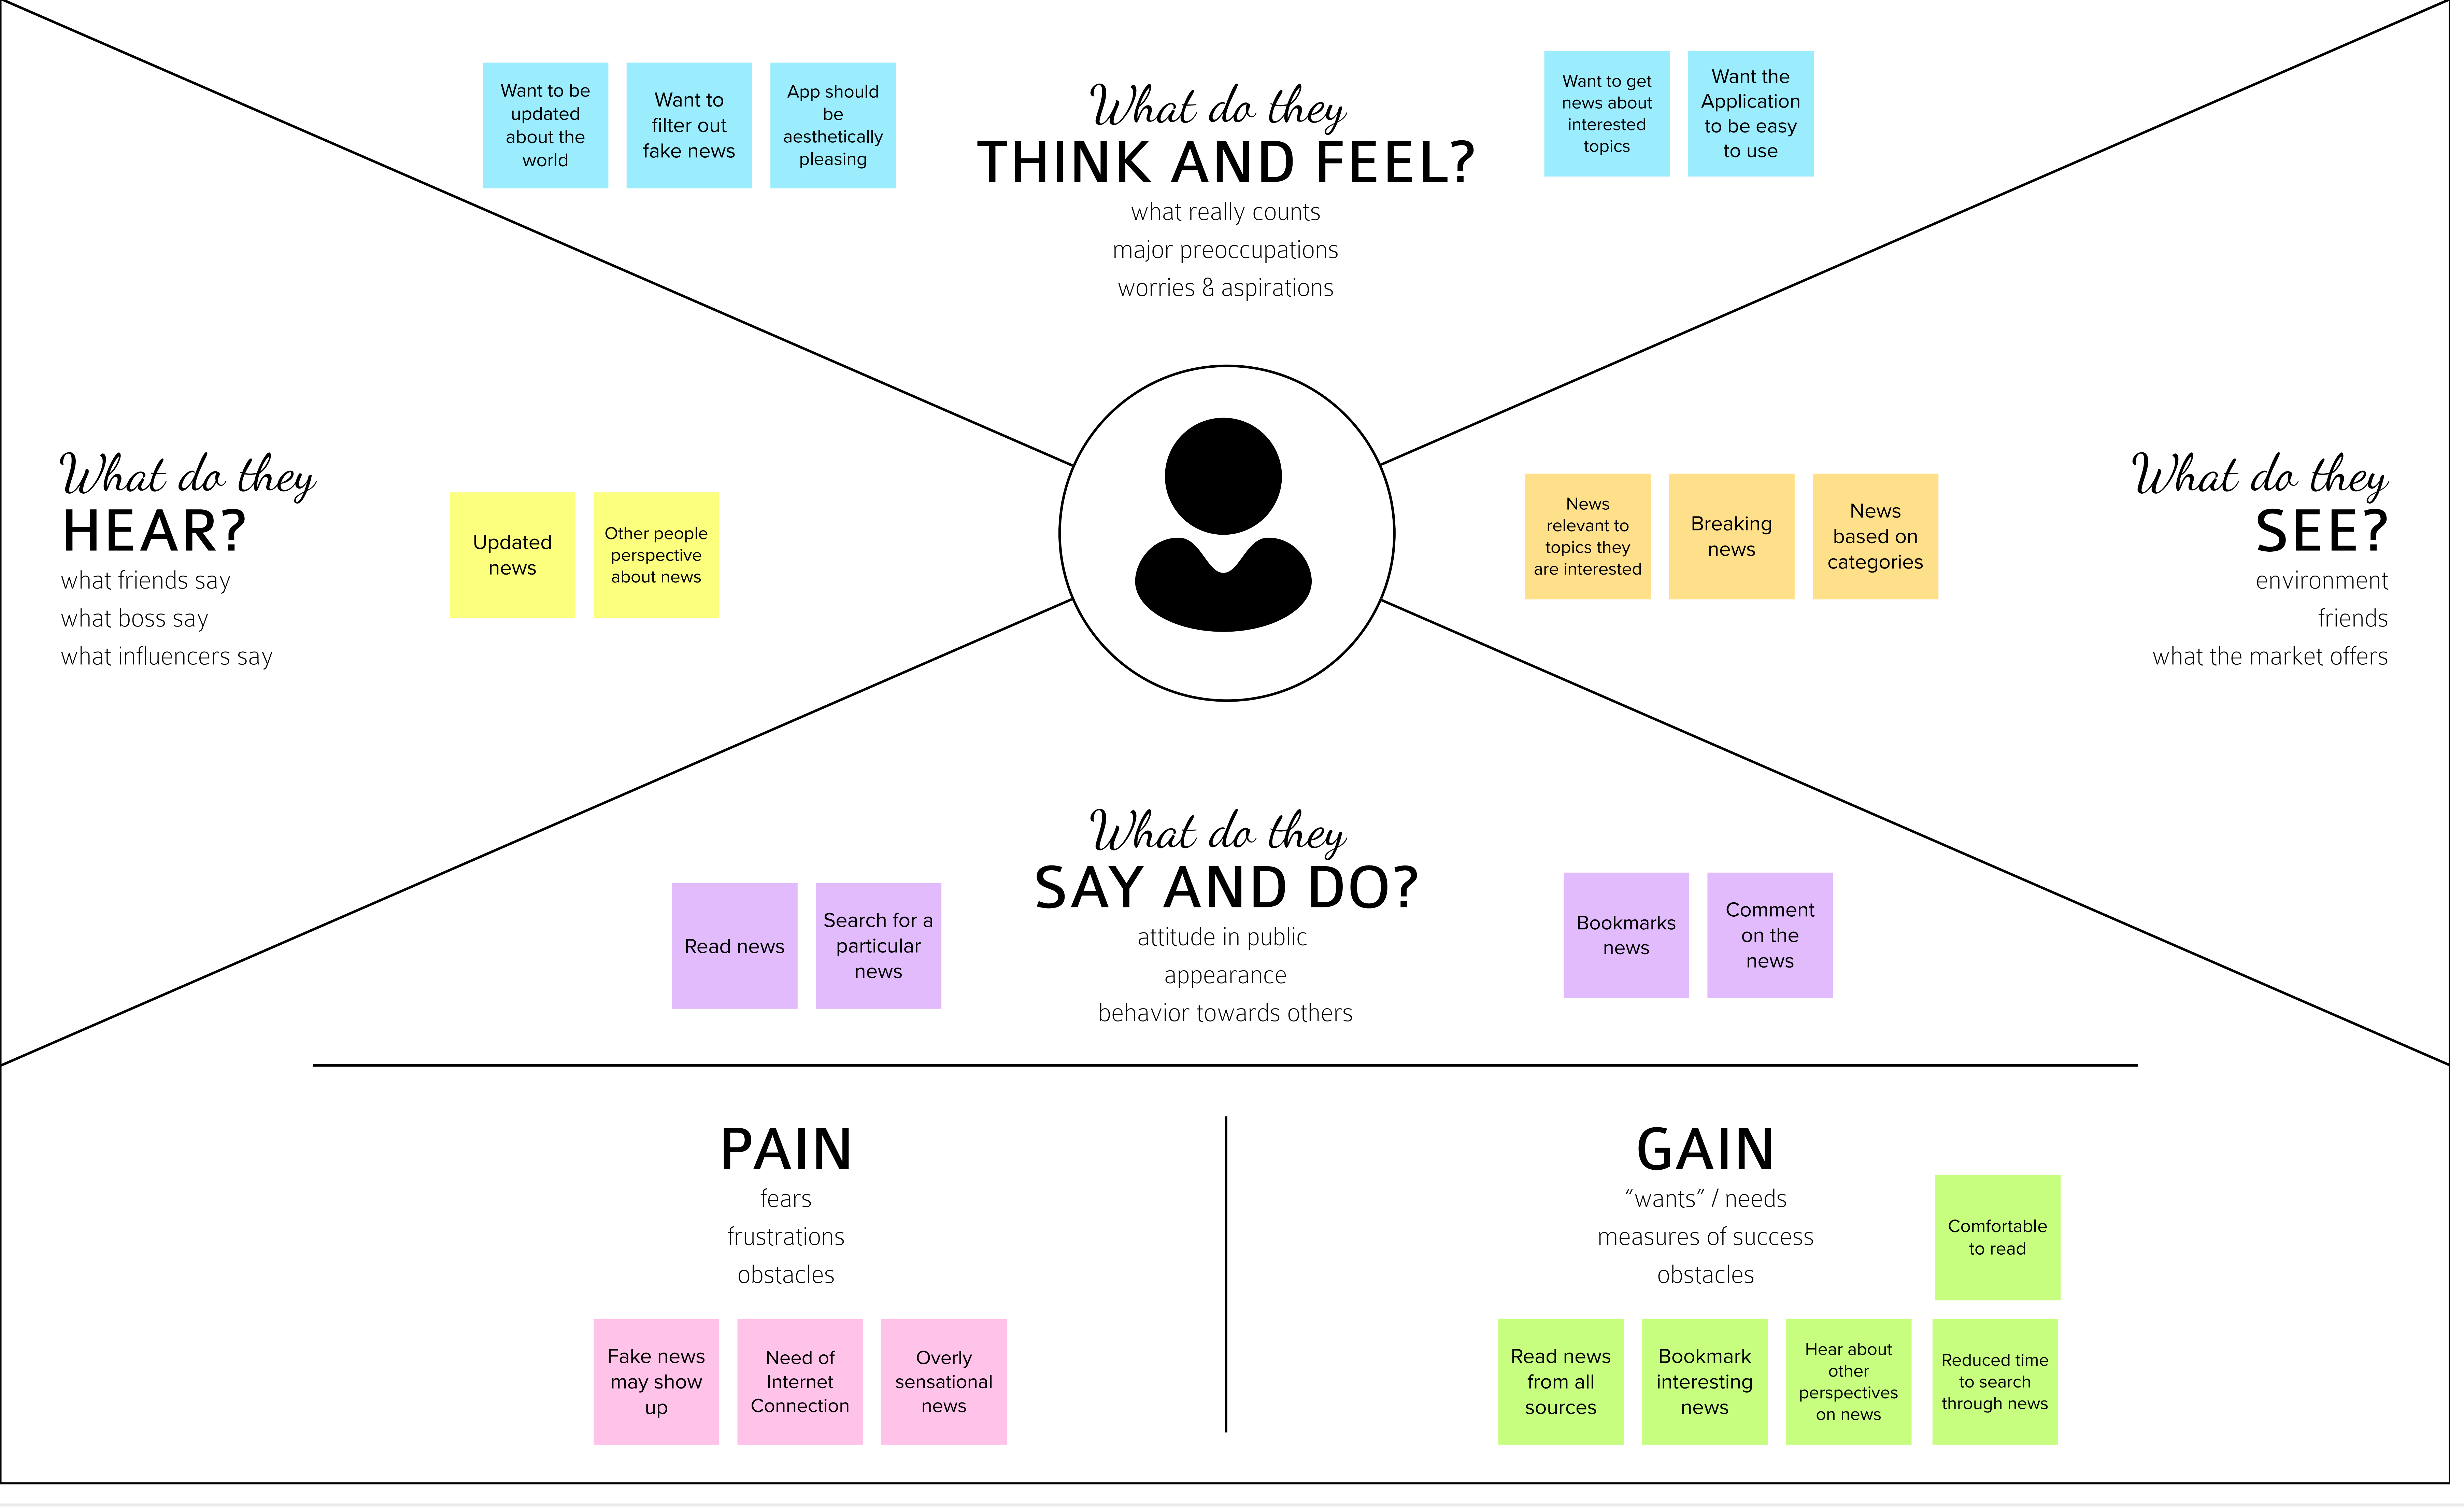 Want to be
updated
about the
world
Want to
filter out
fake news
App should
be
aesthetically
pleasing
What do they
THINK AND FEEL?
what really counts
major preoccupations
worries & aspirations
Want to get
news about
interested
topics
Want the
Application
to be easy
to use
What do they
HEAR?
what friends say
what boss say
what influencers say
Updated
news
Other people
perspective
about news
News
relevant to
topics they
are interested
Breaking
news
News
based on
categories
What do they
SEE?
environment
friends
what the market offers
What do they
SAY AND DO?
attitude in public
appearance
behavior towards others
Read news
Search for a
particular
news
Bookmarks
news
Comment
on the
news
PAIN
fears
frustrations
obstacles
Fake news
may show
up
Need of
Internet
Connection
Overly
sensational
news
GAIN
“wants” / needs
measures of success
obstacles
Comfortable
to read
Read news
from all
sources
Bookmark
interesting
news
Hear about
other
perspectives
on news
Reduced time
to search
through news